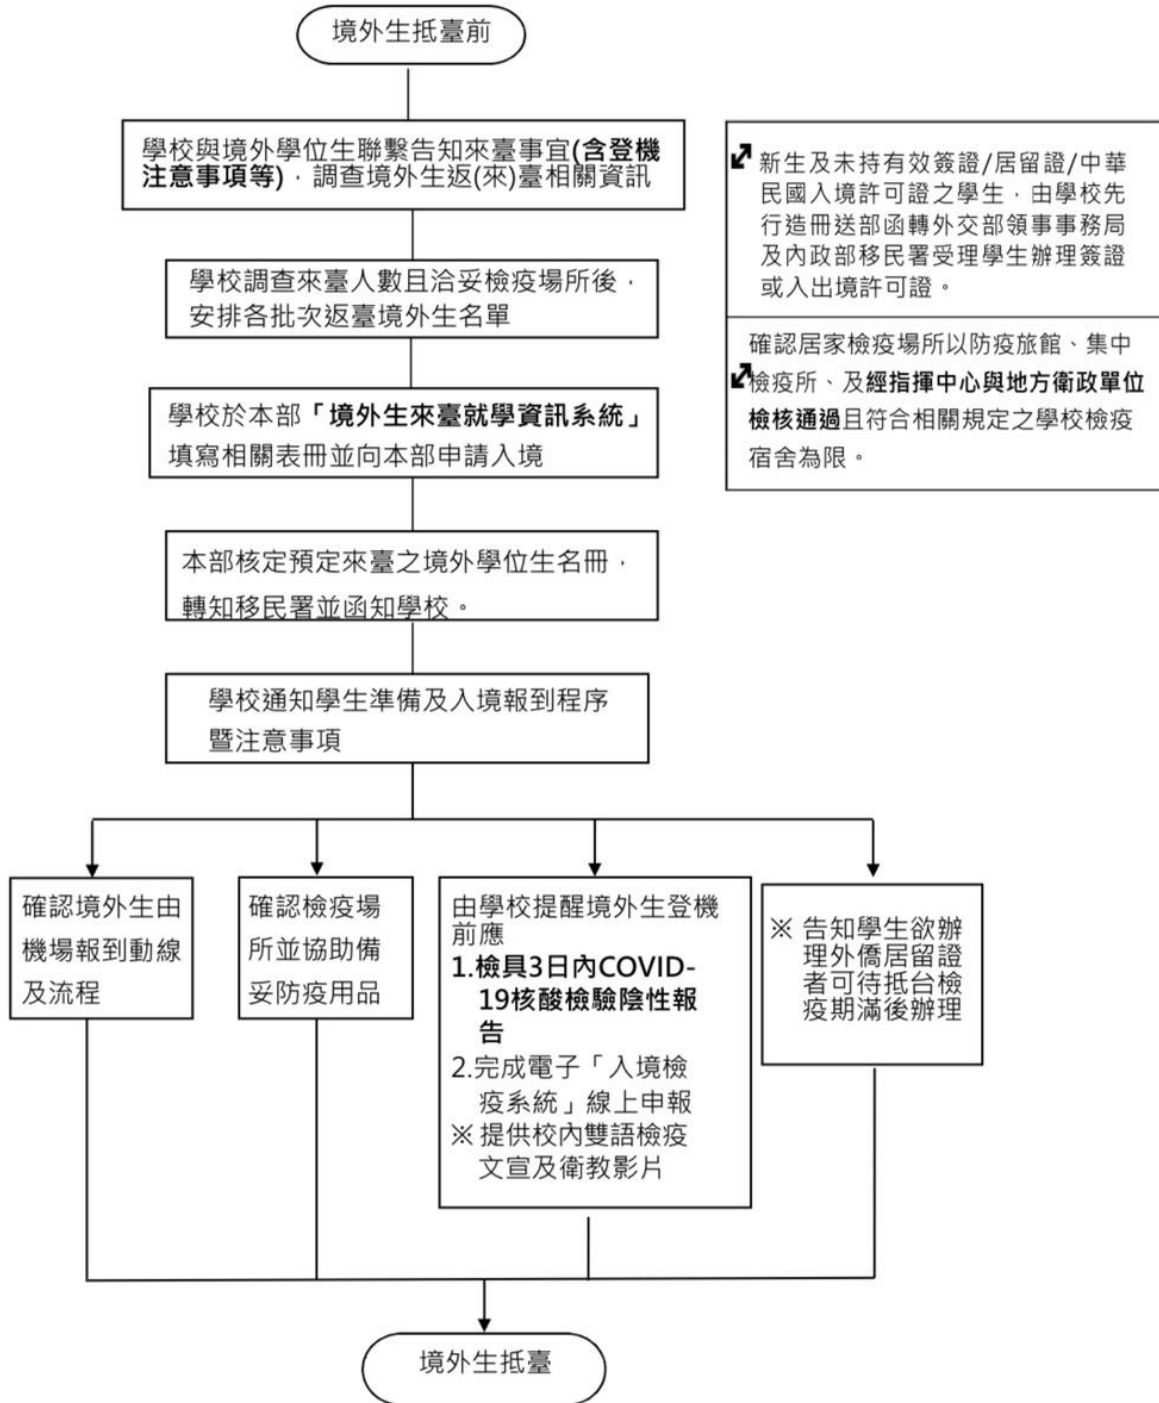 境外生抵臺前
學校與境外學位生聯繫告知來臺事宜(含登機
注意事項等)，調查境外生返(來)臺相關資訊
學校調查來臺人數且洽妥檢疫場所後，
安排各批次返臺境外生名單
學校於本部「境外生來臺就學資訊系統」
填寫相關表冊並向本部申請入境
本部核定預定來臺之境外學位生名冊，
轉知移民署並函知學校。
學校通知學生準備及入境報到程序
暨注意事項
確認境外生由
機場報到動線
及流程
確認檢疫場
所並協助備
妥防疫用品
由學校提醒境外生登機
前應
1.檢具3日內COVID-
19核酸檢驗陰性報
告
2.完成電子「入境檢
疫系統」線上申報
※ 提供校內雙語檢疫
文宣及衛教影片
※ 告知學生欲辦
理外僑居留證
者可待抵台檢
疫期滿後辦理
境外生抵臺
新生及未持有效簽證/居留證/中華
民國入境許可證之學生，由學校先
行造冊送部函轉外交部領事事務局
及內政部移民署受理學生辦理簽證
或入出境許可證。
確認居家檢疫場所以防疫旅館、集中
檢疫所、及經指揮中心與地方衛政單位
檢核通過且符合相關規定之學校檢疫
宿舍為限。